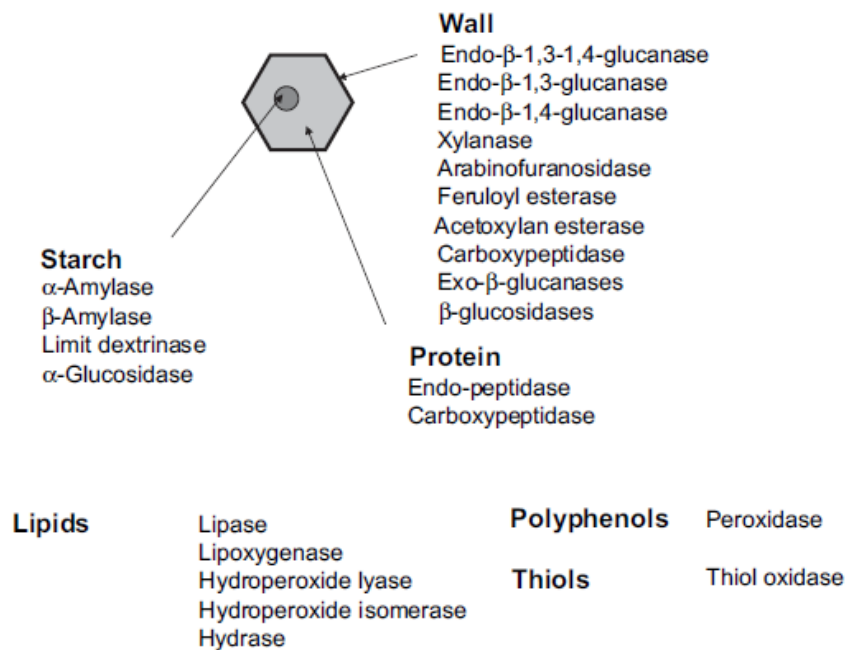 Wall
Endo-β-1,3-1,4-glucanase
Endo-β-1,3-glucanase
Endo-β-1,4-glucanase
Xylanase
Arabinofuranosidase
Feruloyl esterase
Acetoxylan esterase
Carboxypeptidase
Exo-β-glucanases
β-glucosidases
Starch
α-Amylase
β-Amylase
Limit dextrinase
α-Glucosidase
Protein
Endo-peptidase
Carboxypeptidase
Lipids
Lipase
Lipoxygenase
Hydroperoxide lyase
Hydroperoxide isomerase
Hydrase
Polyphenols Peroxidase
Thiols Thiol oxidase